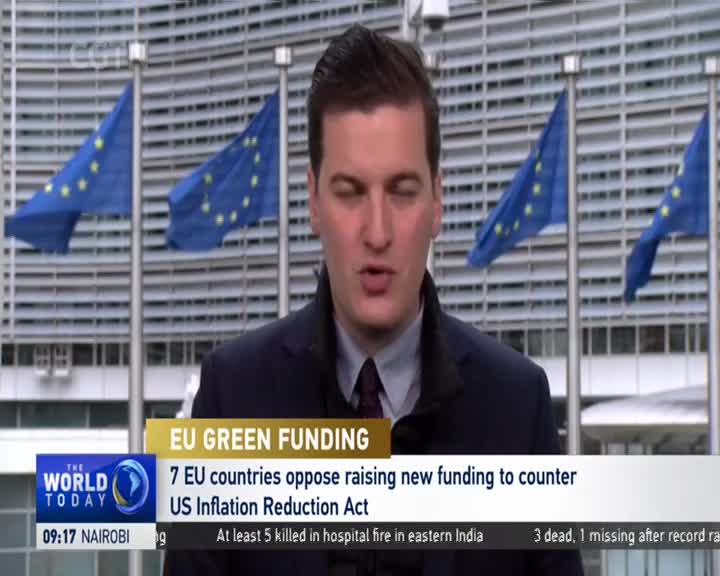 CGT
EU GREEN FUNDING
7 EU countries oppose raising new funding to counter
US Inflation Reduction Act
THE
WORLD
TODAY
09:17 NAIROBI
ng At least 5 killed in hospital fire in eastern India 3 dead, 1 missing after record ra